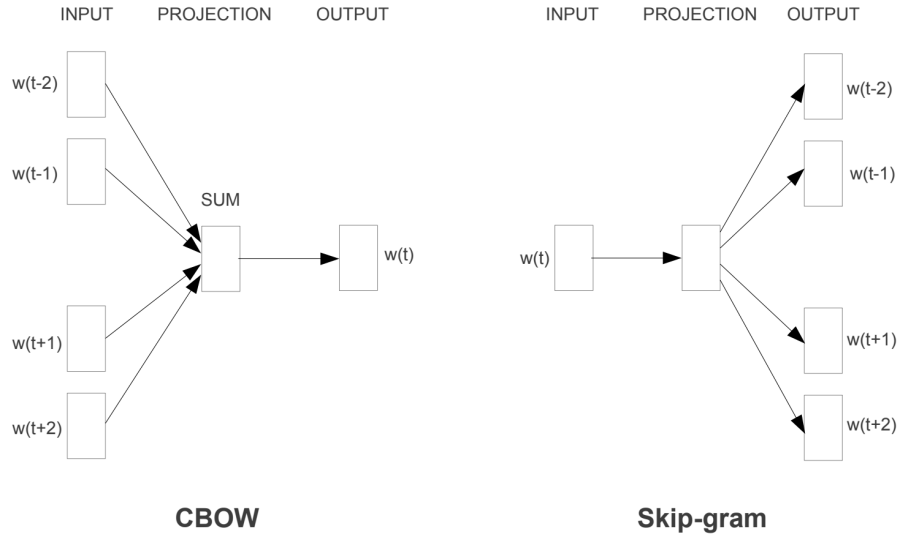 INPUT PROJECTION OUTPUT
w(t-2)
w(t-1)
SUM
w(t)
w(t+1)
w(t+2)
CBOW
INPUT PROJECTION OUTPUT
w(t-2)
w(t-1)
w(t)
w(t+1)
w(t+2)
Skip-gram